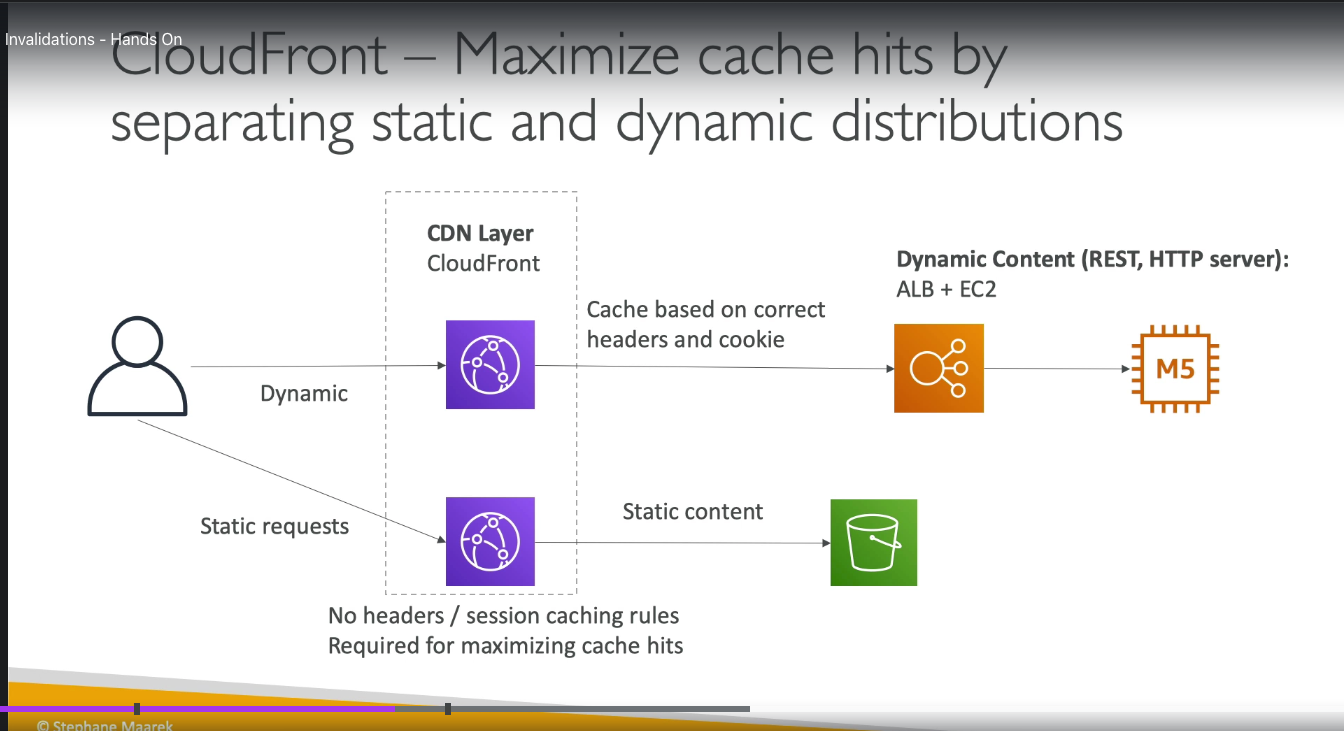 Invalidations - Hands On
CloudFront – Maximize cache hits by
separating static and dynamic distributions
CDN Layer
CloudFront
Dynamic Content (REST, HTTP server):
ALB + EC2
Cache based on correct
headers and cookie
M5
Dynamic
Static requests
Static content
No headers / session caching rules
Required for maximizing cache hits
© Stephane Maarek